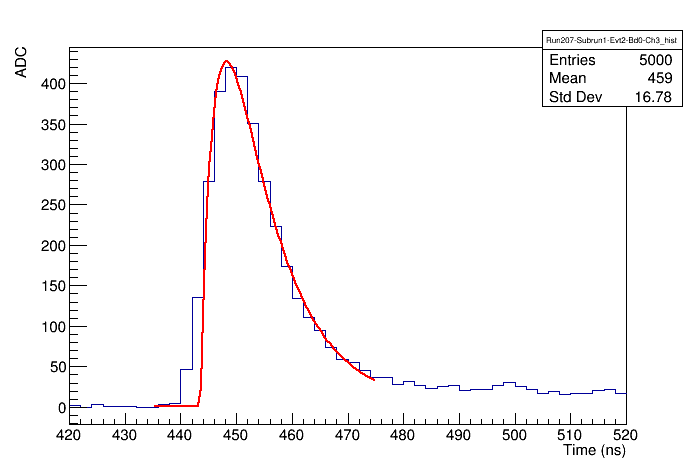 Run207-Subrun1-Evt2-Bd0-Ch3_hist
Entries 5000
Mean 459
Std Dev 16.78
ADC
400
350
300
250
200
150
100
50
0
420 430 440 450 460 470 480 490 500 510 520
Time (ns)